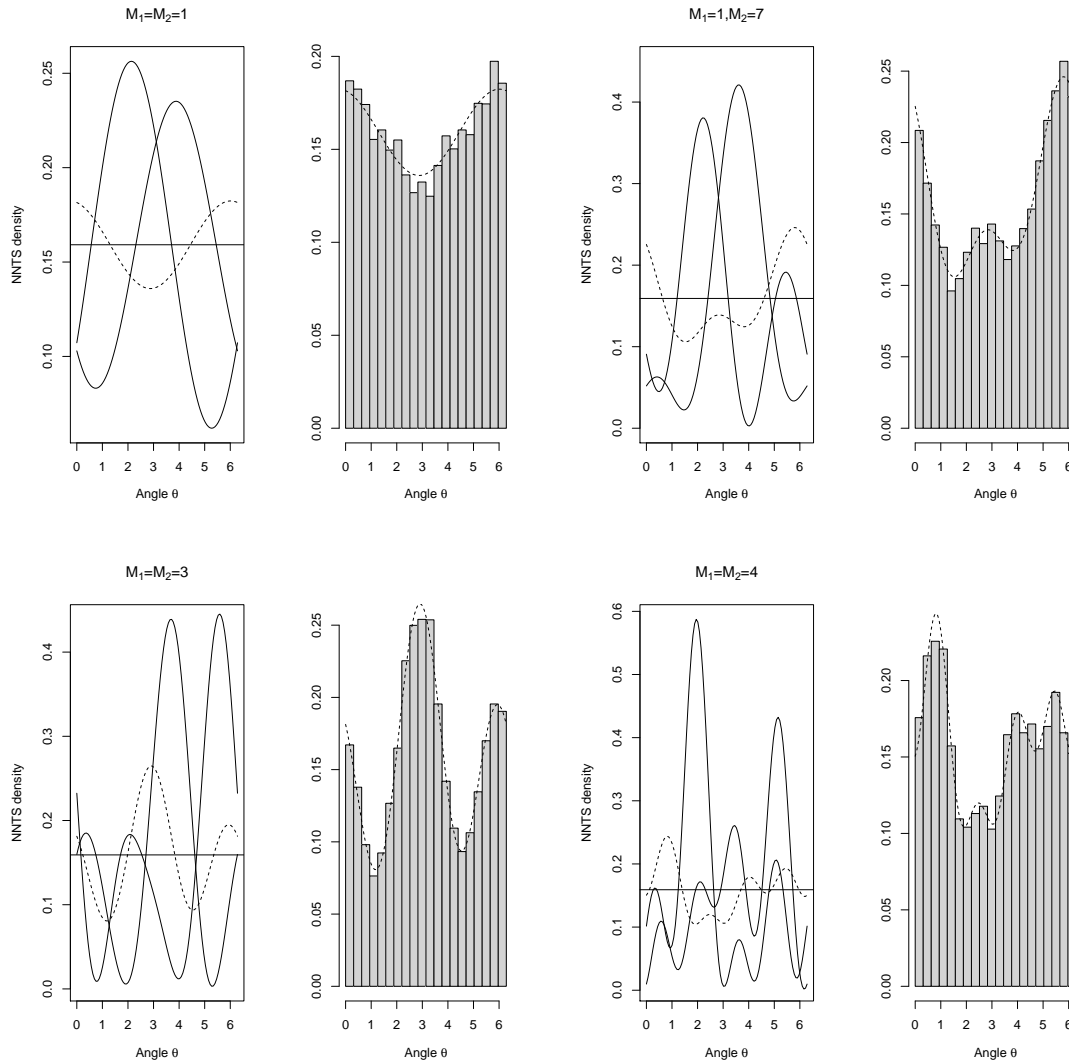 M₁=M₂=1
NNTS density
0.10 0.15 0.20 0.25
0 1 2 3 4 5 6
Angle θ
0.00 0.05 0.10 0.15 0.20
0 1 2 3 4 5 6
Angle θ
M₁=1,M₂=7
NNTS density
0.0 0.1 0.2 0.3 0.4
0 1 2 3 4 5 6
Angle θ
0.00 0.05 0.10 0.15 0.20 0.25
0 1 2 3 4 5 6
Angle θ
M₁=M₂=3
NNTS density
0.0 0.1 0.2 0.3 0.4
0 1 2 3 4 5 6
Angle θ
0.00 0.05 0.10 0.15 0.20 0.25
0 1 2 3 4 5 6
Angle θ
M₁=M₂=4
NNTS density
0.0 0.1 0.2 0.3 0.4 0.5 0.6
0 1 2 3 4 5 6
Angle θ
0.00 0.05 0.10 0.15 0.20
0 1 2 3 4 5 6
Angle θ